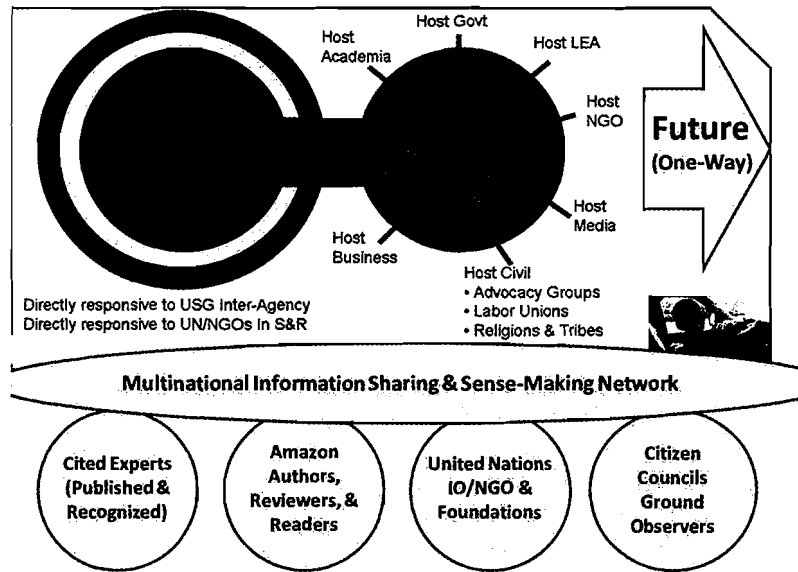 Host
Academia
Host Govt
Host LEA
Host
NGO
Host
Media
Host
Business
Host Civil
• Advocacy Groups
• Labor Unions
• Religions & Tribes
Future
(One-Way)
Directly responsive to USG Inter-Agency
Directly responsive to UN/NGOs in S&R
Multinational Information Sharing & Sense-Making Network
Cited Experts
(Published &
Recognized)
Amazon
Authors,
Reviewers, &
Readers
United Nations
IO/NGO &
Foundations
Citizen
Councils
Ground
Observers